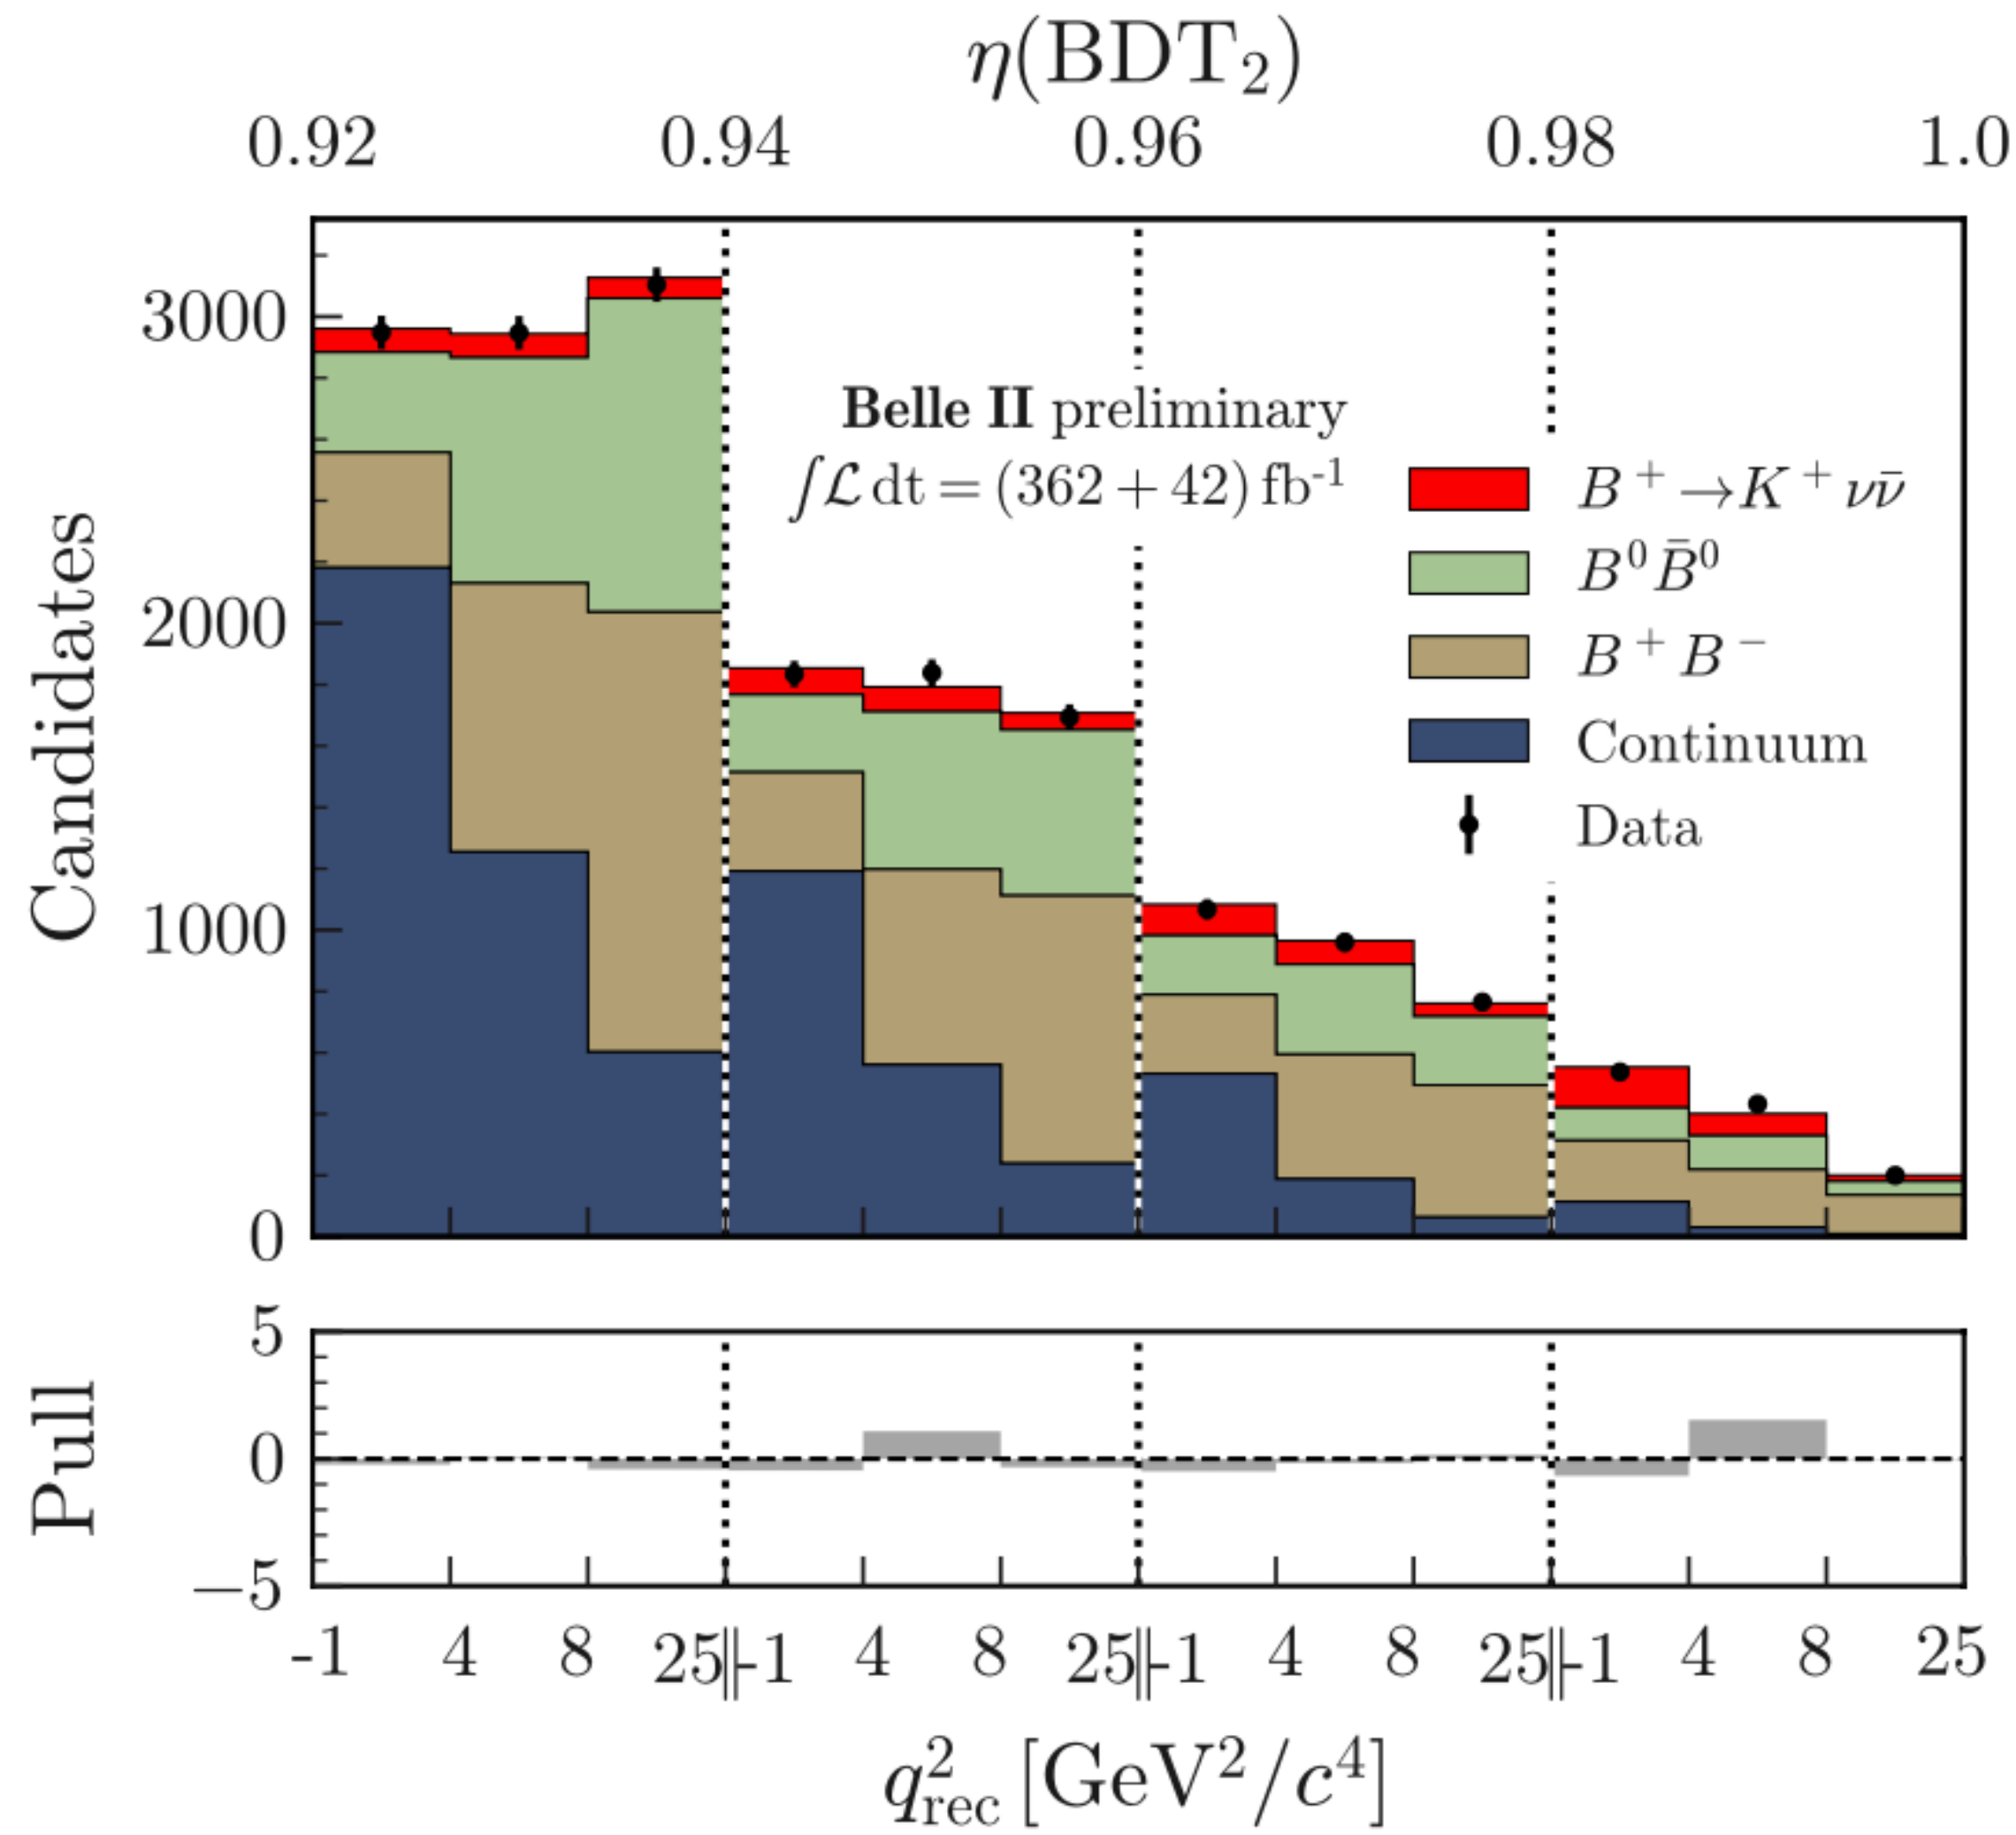 η(BDT₂)
0.92 0.94 0.96 0.98 1.0
Candidates
3000
2000
1000
0
Belle II preliminary
∫ℒ dt = (362 + 42) fb⁻¹
B⁺→K⁺νν̄
B⁰B̄⁰
B⁺B⁻
Continuum
Data
Pull
5
0
−5
-1 4 8 25||-1 4 8 25||-1 4 8 25||-1 4 8 25
q²rec [GeV²/c⁴]